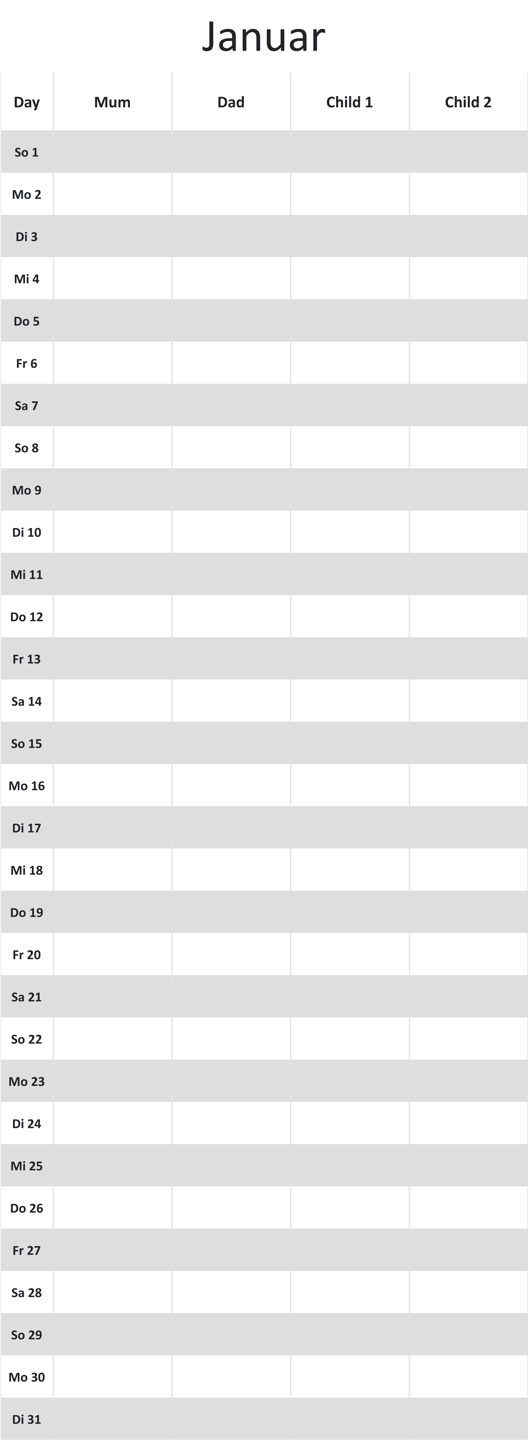 Januar
Day Mum Dad Child 1 Child 2
So 1
Mo 2
Di 3
Mi 4
Do 5
Fr 6
Sa 7
So 8
Mo 9
Di 10
Mi 11
Do 12
Fr 13
Sa 14
So 15
Mo 16
Di 17
Mi 18
Do 19
Fr 20
Sa 21
So 22
Mo 23
Di 24
Mi 25
Do 26
Fr 27
Sa 28
So 29
Mo 30
Di 31